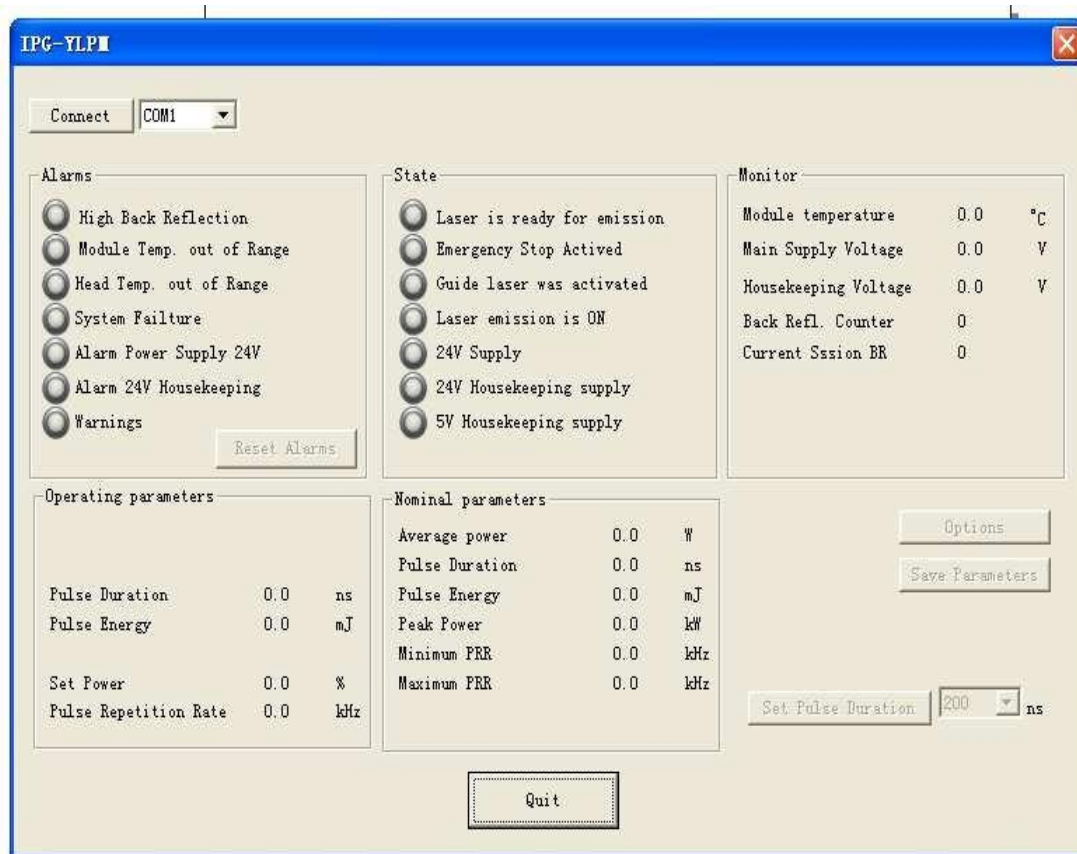 IPG-YLPM
Connect COM1
Alarms
High Back Reflection
Module Temp. out of Range
Head Temp. out of Range
System Failture
Alarm Power Supply 24V
Alarm 24V Housekeeping
Warnings
Reset Alarms
State
Laser is ready for emission
Emergency Stop Actived
Guide laser was activated
Laser emission is ON
24V Supply
24V Housekeeping supply
5V Housekeeping supply
Monitor
Module temperature 0.0 °C
Main Supply Voltage 0.0 V
Housekeeping Voltage 0.0 V
Back Refl. Counter 0
Current Sssion BR 0
Operating parameters
Pulse Duration 0.0 ns
Pulse Energy 0.0 mJ
Set Power 0.0 %
Pulse Repetition Rate 0.0 kHz
Nominal parameters
Average power 0.0 W
Pulse Duration 0.0 ns
Pulse Energy 0.0 mJ
Peak Power 0.0 kW
Minimum PRR 0.0 kHz
Maximum PRR 0.0 kHz
Options
Save Parameters
Set Pulse Duration 200 ns
Quit